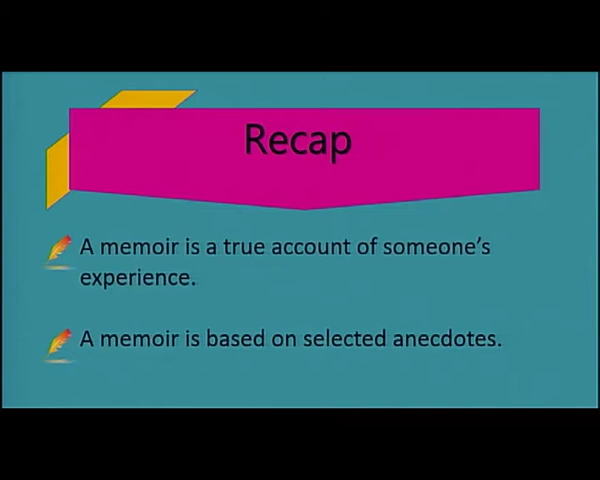 Recap
A memoir is a true account of someone’s
experience.
A memoir is based on selected anecdotes.